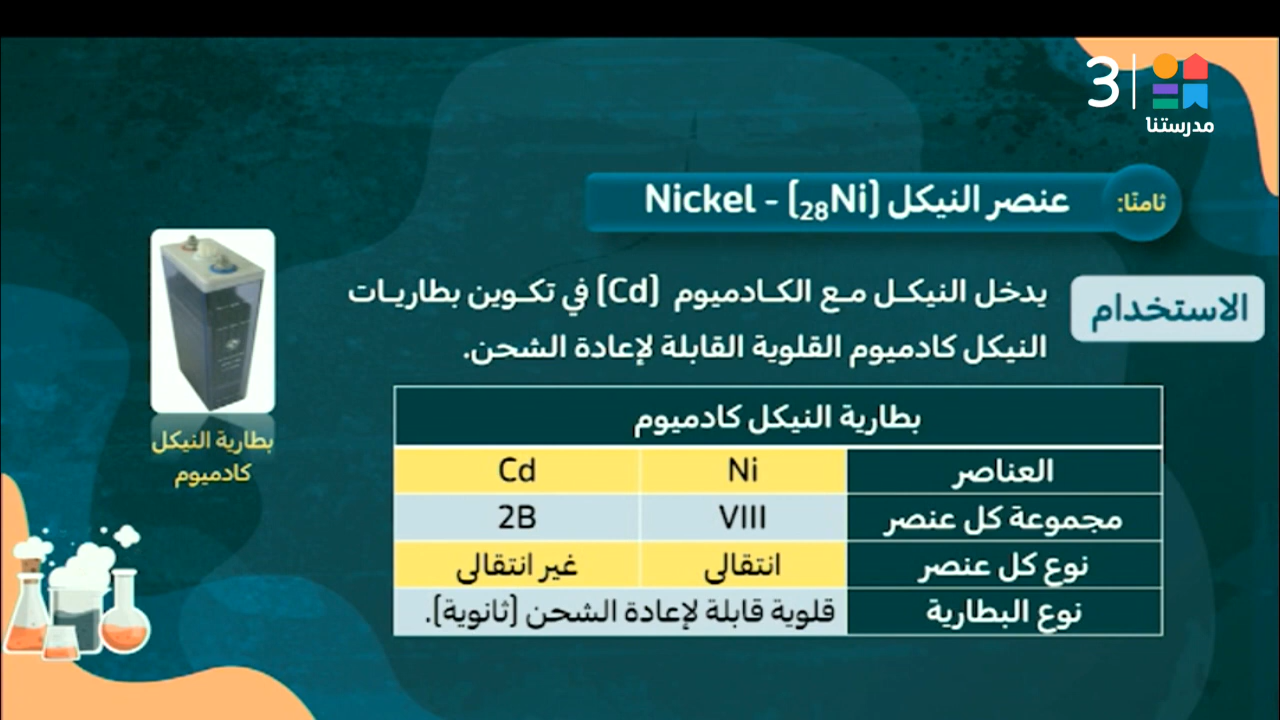 3
مدرستنا
ثامنًا:
عنصر النيكل [₂₈Ni] - Nickel
الاستخدام
يدخل النيكل مع الكادميوم [Cd] في تكوين بطاريات
النيكل كادميوم القلوية القابلة لإعادة الشحن.
بطارية النيكل كادميوم
العناصر Ni Cd
مجموعة كل عنصر VIII 2B
نوع كل عنصر انتقالى غير انتقالى
نوع البطارية قلوية قابلة لإعادة الشحن [ثانوية].
بطارية النيكل
كادميوم